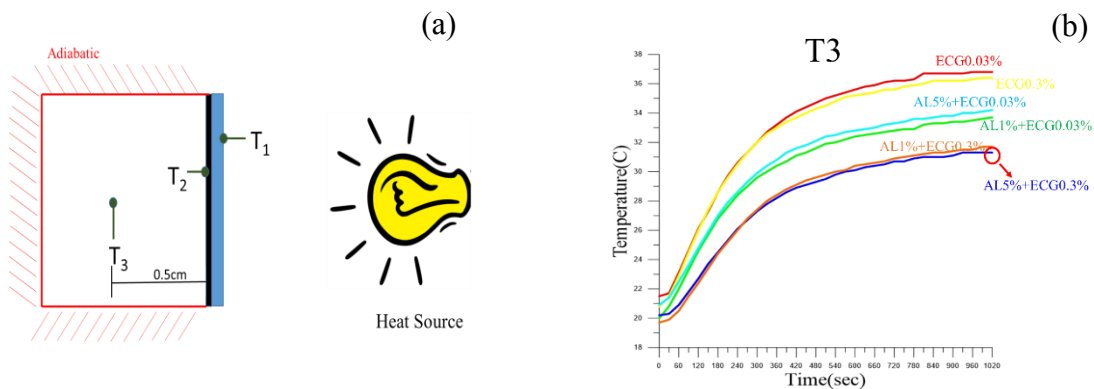 (a)
Adiabatic
T1
T2
T3
0.5cm
Heat Source
(b)
T3
Temperature(C)
38
36
34
32
30
28
26
24
22
20
18
ECG0.03%
ECG0.3%
AL5%+ECG0.03%
AL1%+ECG0.03%
AL1%+ECG0.3%
AL5%+ECG0.3%
0 60 120 180 240 300 360 420 480 540 600 660 720 780 840 900 960 1020
Time(sec)